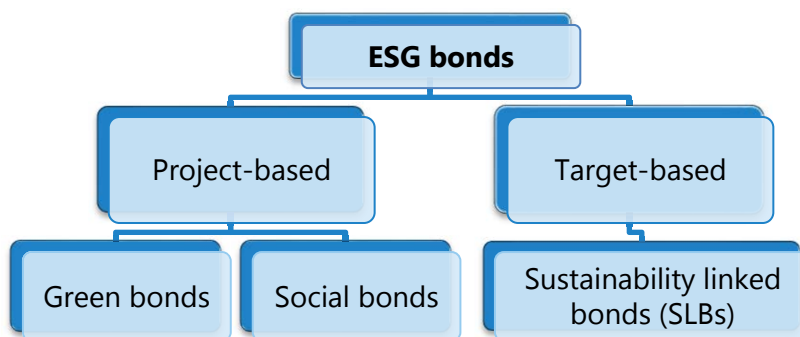 ESG bonds
Project-based
Target-based
Green bonds
Social bonds
Sustainability linked
bonds (SLBs)